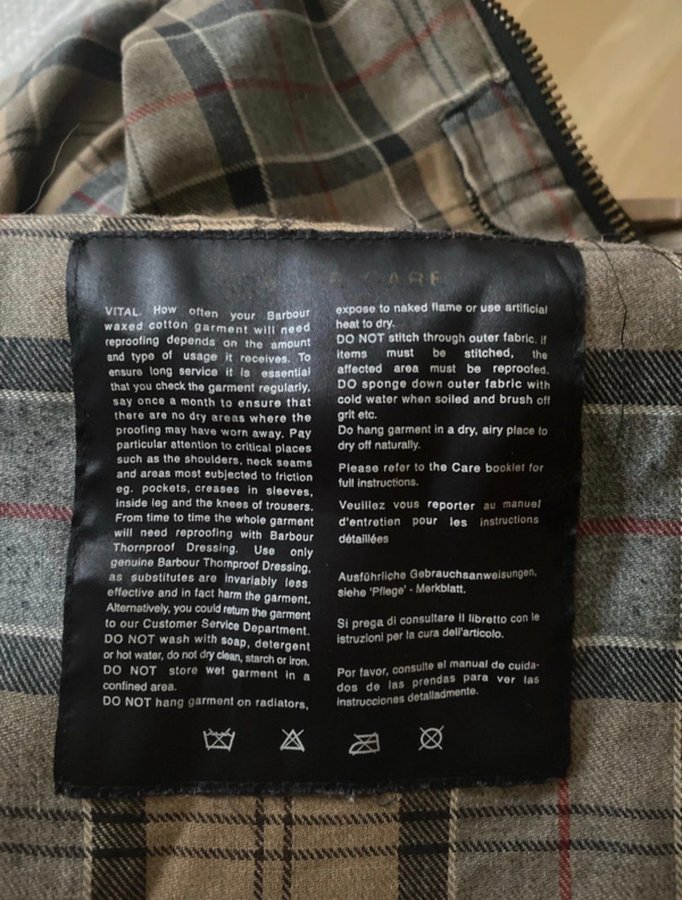 CARE
VITAL. How often your Barbour
waxed cotton garment will need
reproofing depends on the amount
and type of usage it receives. To
ensure long service it is essential
that you check the garment regularly,
say once a month to ensure that
there are no dry areas where the
proofing may have worn away. Pay
particular attention to critical places
such as the shoulders, neck seams
and areas most subjected to friction
eg. pockets, creases in sleeves,
inside leg and the knees of trousers.
From time to time the whole garment
will need reproofing with Barbour
Thornproof Dressing. Use only
genuine Barbour Thornproof Dressing,
as substitutes are invariably less
effective and in fact harm the garment.
Alternatively, you could return the garment
to our Customer Service Department.
DO NOT wash with soap, detergent
or hot water, do not dry clean, starch or iron.
DO NOT store wet garment in a
confined area.
DO NOT hang garment on radiators,
expose to naked flame or use artificial
heat to dry.
DO NOT stitch through outer fabric. if
items must be stitched, the
affected area must be reproofed.
DO sponge down outer fabric with
cold water when soiled and brush off
grit etc.
Do hang garment in a dry, airy place to
dry off naturally.
Please refer to the Care booklet for
full instructions.
Veuillez vous reporter au manuel
d'entretien pour les instructions
détaillées
Ausführliche Gebrauchsanweisungen,
siehe 'Pflege' - Merkblatt.
Si prega di consultare il libretto con le
istruzioni per la cura dell'articolo.
Por favor, consulte el manual de cuida-
dos de las prendas para ver las
instrucciones detalladmente.